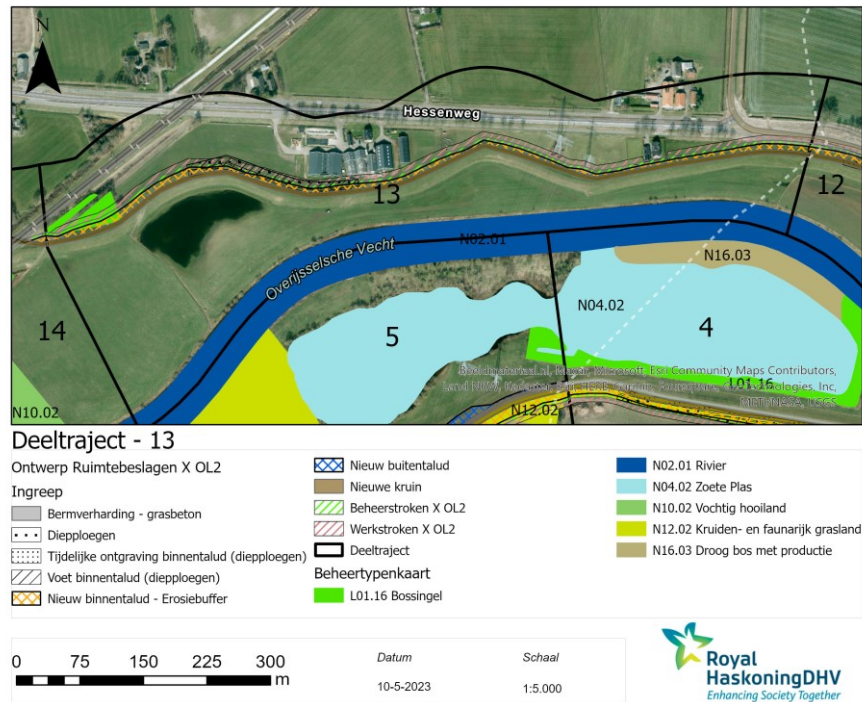 N
Hessenweg
13
12
N02.01
Overijsselsche Vecht
N16.03
N04.02
14
5
4
Beeldmateriaal.nl, Maxar, Microsoft, Esri Community Maps Contributors,
L01.16
N10.02
N12.02
Deeltraject - 13
Ontwerp Ruimtebeslagen X OL2
Ingreep
Bermverharding - grasbeton
Diepploegen
Tijdelijke ontgraving binnentalud (diepploegen)
Voet binnentalud (diepploegen)
Nieuw binnentalud - Erosiebuffer
Nieuw buitentalud
Nieuwe kruin
Beheerstroken X OL2
Werkstroken X OL2
Deeltraject
Beheertypenkaart
L01.16 Bossingel
N02.01 Rivier
N04.02 Zoete Plas
N10.02 Vochtig hooiland
N12.02 Kruiden- en faunarijk grasland
N16.03 Droog bos met productie
0 75 150 225 300
m
Datum Schaal
10-5-2023 1:5.000
Royal
HaskoningDHV
Enhancing Society Together